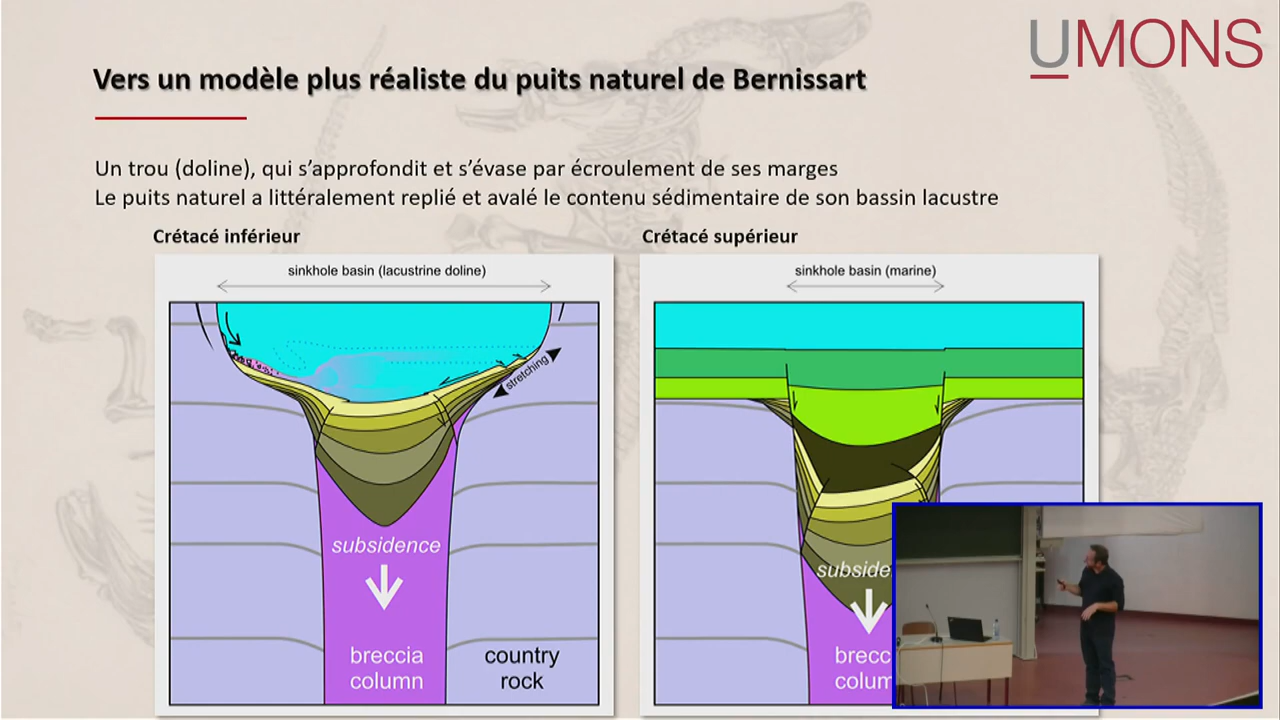 UMONS
Vers un modèle plus réaliste du puits naturel de Bernissart
Un trou (doline), qui s'approfondit et s'évase par écroulement de ses marges
Le puits naturel a littéralement replié et avalé le contenu sédimentaire de son bassin lacustre
Crétacé inférieur
sinkhole basin (lacustrine doline)
stretching
subsidence
breccia
column
country
rock
Crétacé supérieur
sinkhole basin (marine)
subside
brecc
colum